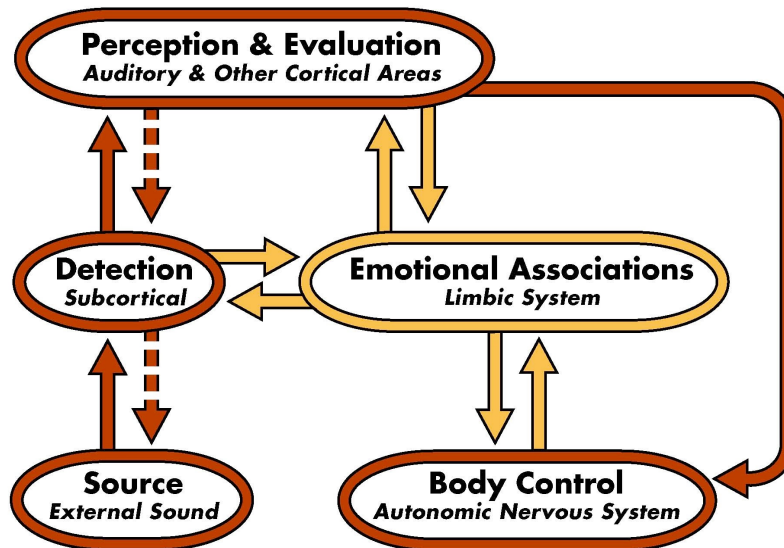 Perception & Evaluation
Auditory & Other Cortical Areas
Detection
Subcortical
Emotional Associations
Limbic System
Source
External Sound
Body Control
Autonomic Nervous System